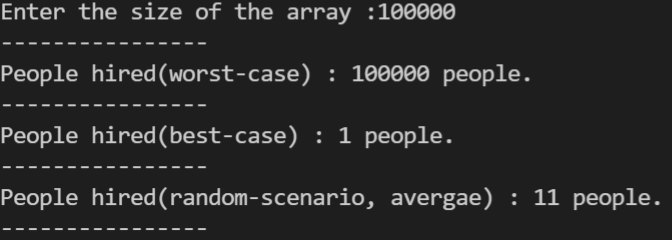 Enter the size of the array :100000
----------------
People hired(worst-case) : 100000 people.
----------------
People hired(best-case) : 1 people.
----------------
People hired(random-scenario, avergae) : 11 people.
----------------